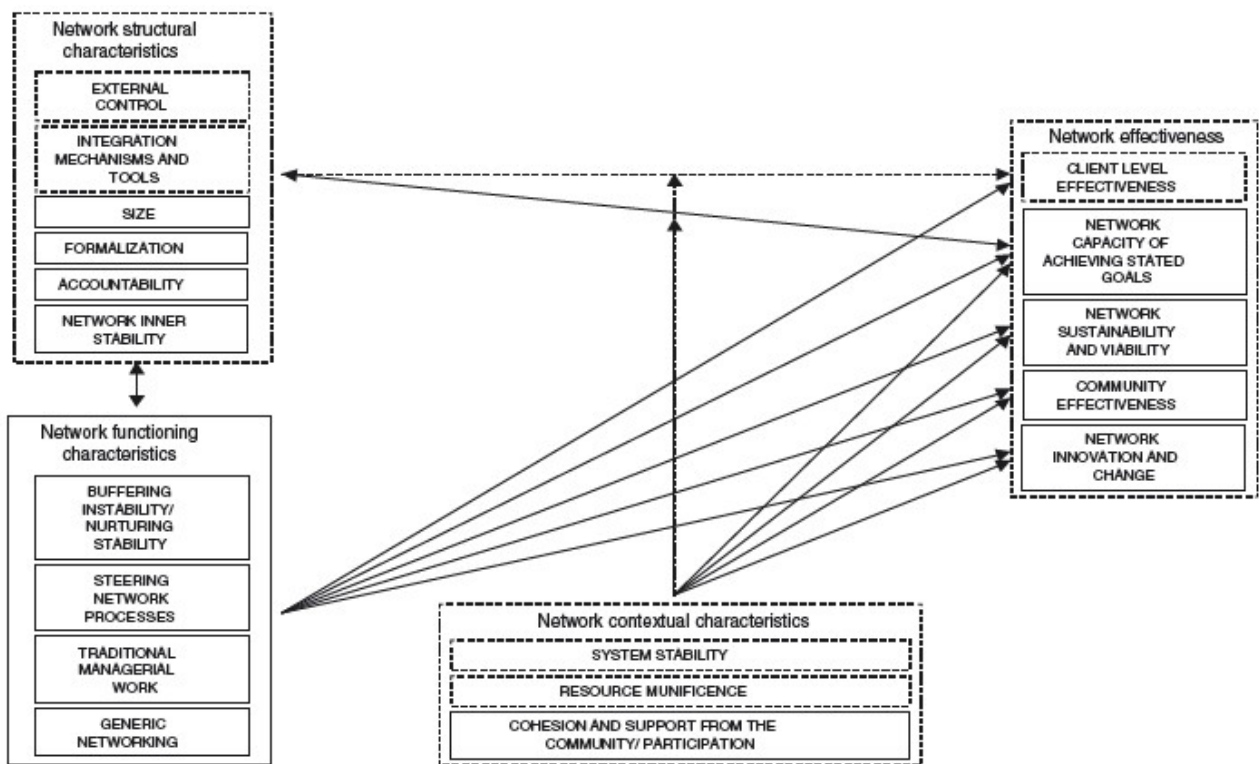 Network structural
characteristics
EXTERNAL
CONTROL
INTEGRATION
MECHANISMS AND
TOOLS
SIZE
FORMALIZATION
ACCOUNTABILITY
NETWORK INNER
STABILITY
Network functioning
characteristics
BUFFERING
INSTABILITY/
NURTURING
STABILITY
STEERING
NETWORK
PROCESSES
TRADITIONAL
MANAGERIAL
WORK
GENERIC
NETWORKING
Network contextual characteristics
SYSTEM STABILITY
RESOURCE MUNIFICENCE
COHESION AND SUPPORT FROM THE
COMMUNITY/ PARTICIPATION
Network effectiveness
CLIENT LEVEL
EFFECTIVENESS
NETWORK
CAPACITY OF
ACHIEVING STATED
GOALS
NETWORK
SUSTAINABILITY
AND VIABILITY
COMMUNITY
EFFECTIVENESS
NETWORK
INNOVATION AND
CHANGE